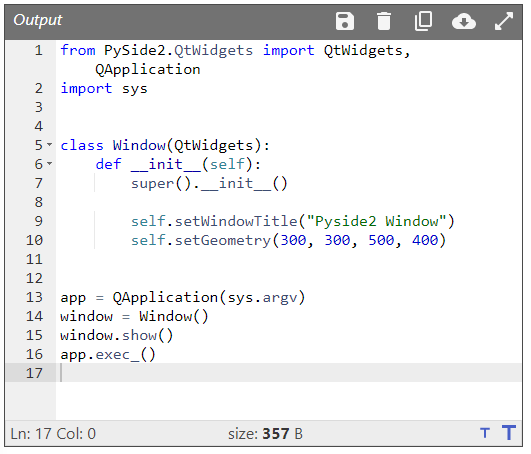 Output
1 from PySide2.QtWidgets import QtWidgets,
QApplication
2 import sys
3
4
5 class Window(QtWidgets):
6     def __init__(self):
7         super().__init__()
8
9         self.setWindowTitle("Pyside2 Window")
10         self.setGeometry(300, 300, 500, 400)
11
12
13 app = QApplication(sys.argv)
14 window = Window()
15 window.show()
16 app.exec_()
17
Ln: 17 Col: 0 size: 357 B T T